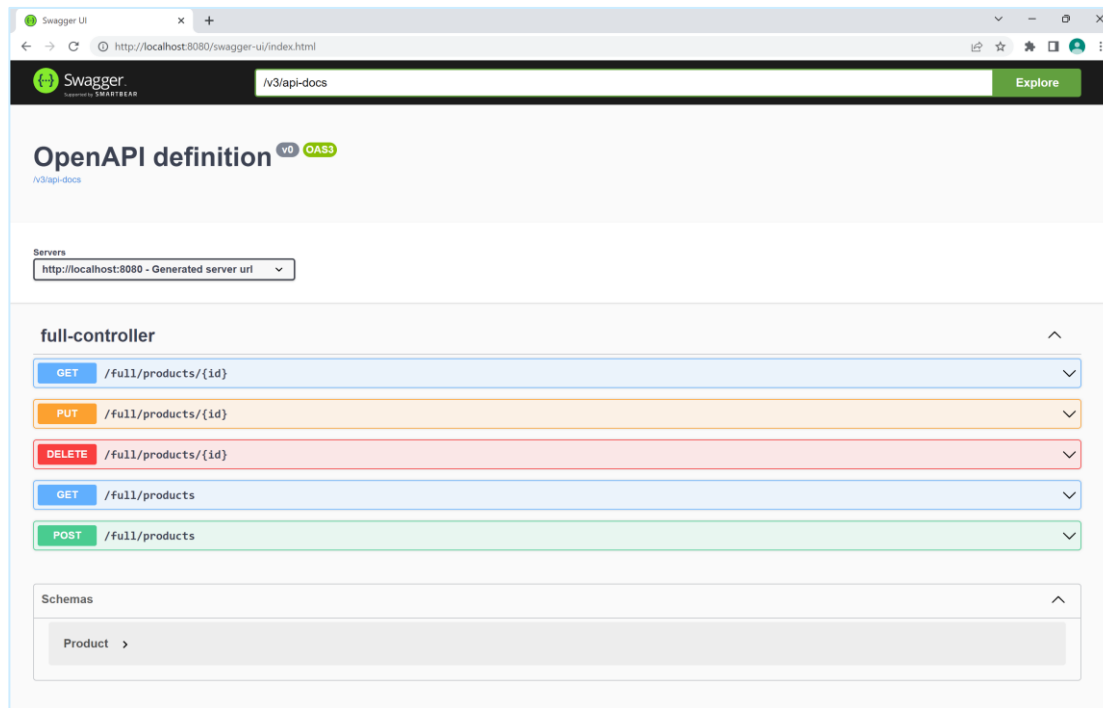 Swagger UI
http://localhost:8080/swagger-ui/index.html
Swagger
Supported by SMARTBEAR
/v3/api-docs
Explore
OpenAPI definition v0 OAS3
/v3/api-docs
Servers
http://localhost:8080 - Generated server url
full-controller
GET /full/products/{id}
PUT /full/products/{id}
DELETE /full/products/{id}
GET /full/products
POST /full/products
Schemas
Product